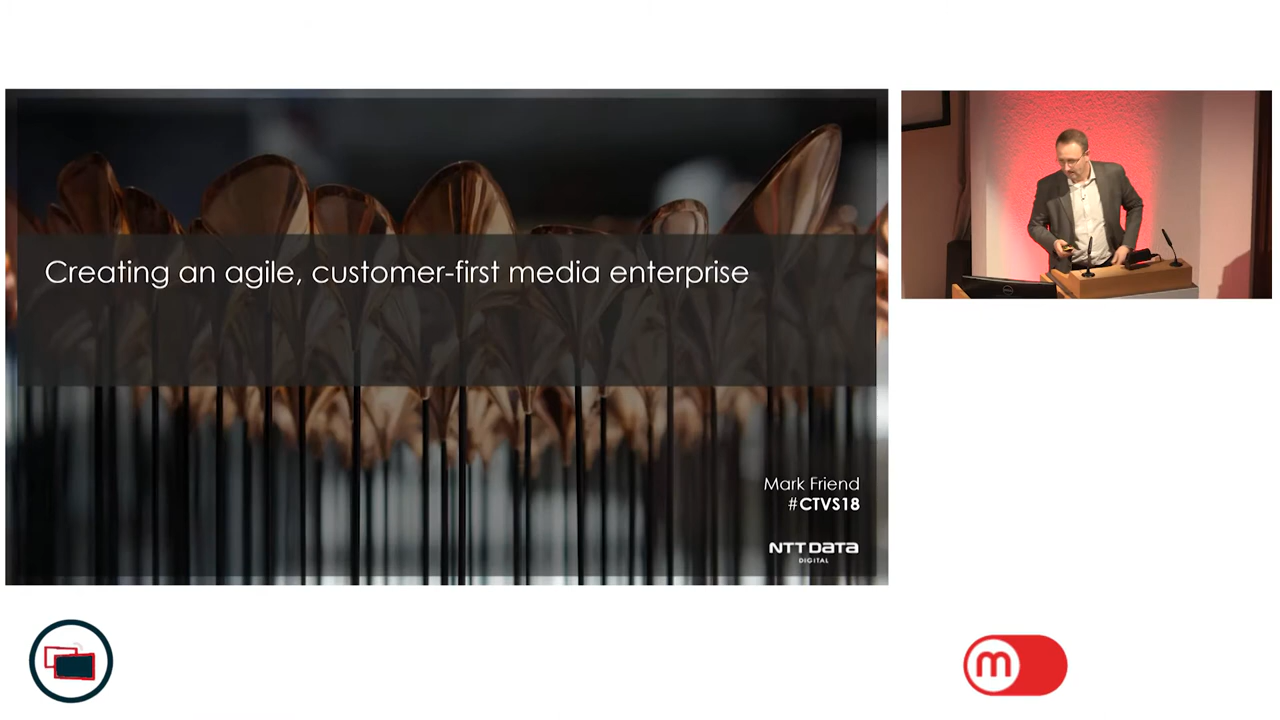 Creating an agile, customer-first media enterprise
Mark Friend
#CTVS18
NTT DATA
DIGITAL
m